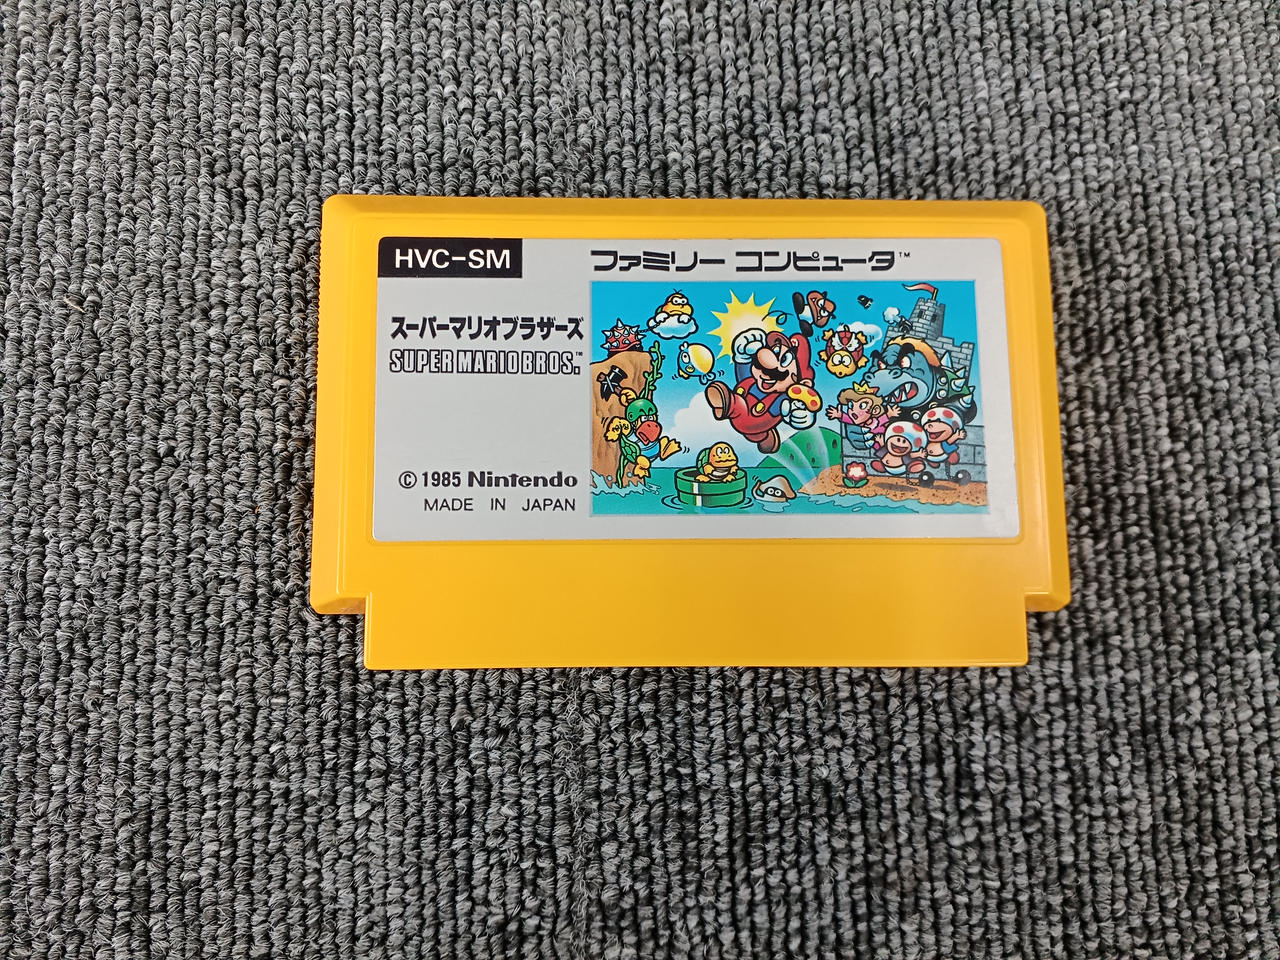 HVC-SM
ファミリー コンピュータ™
スーパーマリオブラザーズ
SUPER MARIO BROS.™
© 1985 Nintendo
MADE IN JAPAN